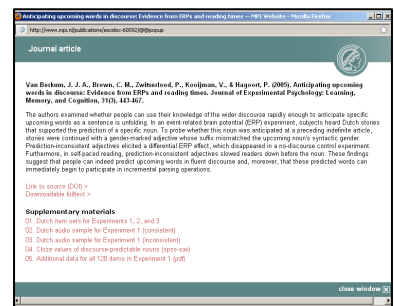 Anticipating upcoming words in discourse: Evidence from ERPs and reading times — MPI Website - Mozilla Firefox
http://www.mpi.nl/publications/escidoc-60092/@@popup
Journal article
Van Berkum, J. J. A., Brown, C. M., Zwitserlood, P., Kooijman, V., & Hagoort, P. (2005). Anticipating upcoming
words in discourse: Evidence from ERPs and reading times. Journal of Experimental Psychology: Learning,
Memory, and Cognition, 31(3), 443-467.
The authors examined whether people can use their knowledge of the wider discourse rapidly enough to anticipate specific
upcoming words as a sentence is unfolding. In an event-related brain potential (ERP) experiment, subjects heard Dutch stories
that supported the prediction of a specific noun. To probe whether this noun was anticipated at a preceding indefinite article,
stories were continued with a gender-marked adjective whose suffix mismatched the upcoming noun's syntactic gender.
Prediction-inconsistent adjectives elicited a differential ERP effect, which disappeared in a no-discourse control experiment.
Furthermore, in self-paced reading, prediction-inconsistent adjectives slowed readers down before the noun. These findings
suggest that people can indeed predict upcoming words in fluent discourse and, moreover, that these predicted words can
immediately begin to participate in incremental parsing operations.
Link to source (DOI) >
Downloadable fulltext >
Supplementary materials
01. Dutch item sets for Experiments 1, 2, and 3
02. Dutch audio sample for Experiment 1 (consistent)
03. Dutch audio sample for Experiment 1 (inconsistent)
04. Cloze values of discourse-predictable nouns (spss-sav)
05. Additional data for all 120 items in Experiment 1 (pdf)
close window